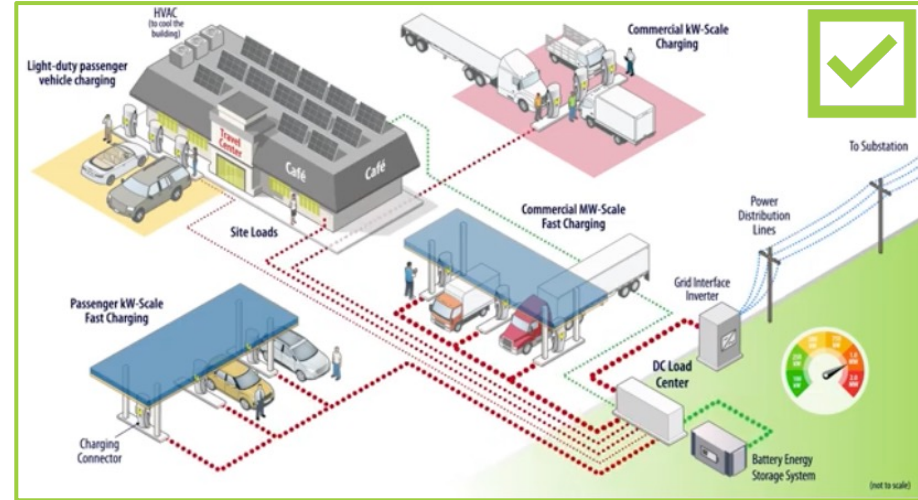 HVAC
(to cool the
building)
Light-duty passenger
vehicle charging
Travel
Center
Café
Café
Commercial kW-Scale
Charging
To Substation
Power
Distribution
Lines
Site Loads
Commercial MW-Scale
Fast Charging
Grid Interface
Inverter
Passenger kW-Scale
Fast Charging
DC Load
Center
Charging
Connector
Battery Energy
Storage System
(not to scale)